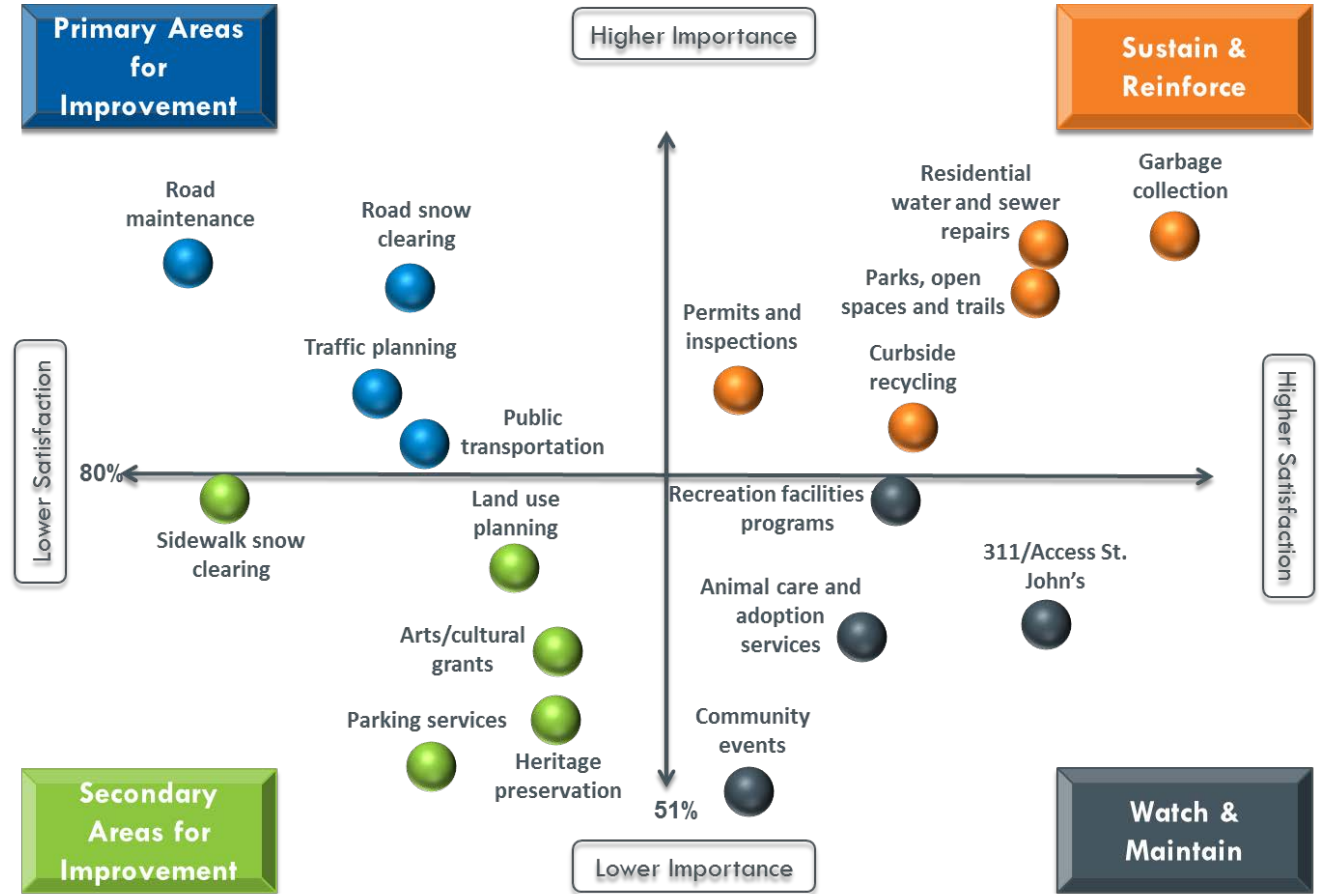 Primary Areas
for
Improvement
Higher Importance
Sustain &
Reinforce
Road
maintenance
Road snow
clearing
Residential
water and sewer
repairs
Garbage
collection
Parks, open
spaces and trails
Permits and
inspections
Traffic planning
Curbside
recycling
Public
transportation
Lower Satisfaction
80%
Higher Satisfaction
Sidewalk snow
clearing
Land use
planning
Recreation facilities
programs
311/Access St.
John's
Animal care and
adoption
services
Arts/cultural
grants
Parking services
Heritage
preservation
Community
events
51%
Secondary
Areas for
Improvement
Lower Importance
Watch &
Maintain